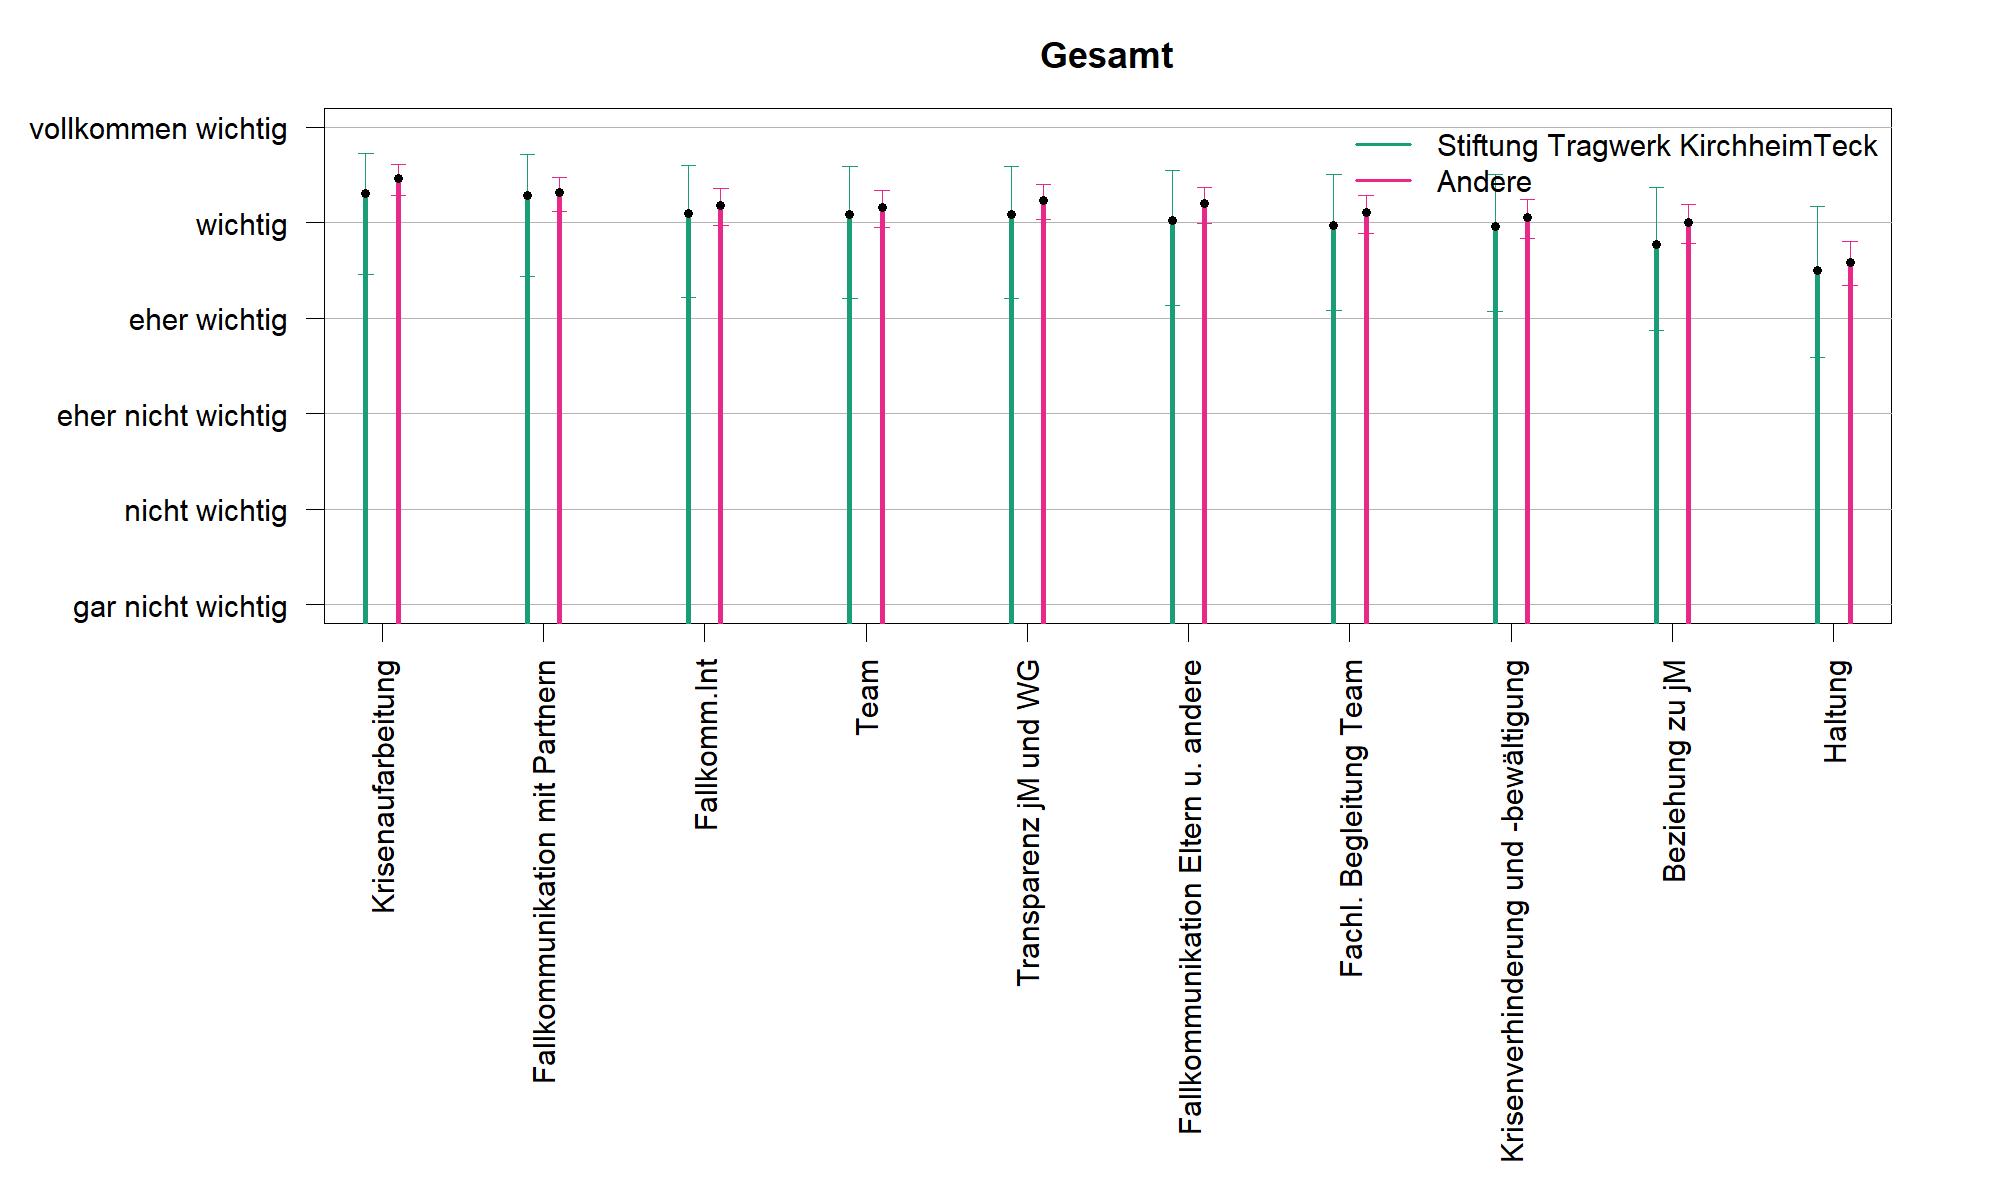 Gesamt
vollkommen wichtig
wichtig
eher wichtig
eher nicht wichtig
nicht wichtig
gar nicht wichtig
Stiftung Tragwerk KirchheimTeck
Andere
Krisenaufarbeitung
Fallkommunikation mit Partnern
Fallkomm.Int
Team
Transparenz jM und WG
Fallkommunikation Eltern u. andere
Fachl. Begleitung Team
Krisenverhinderung und -bewältigung
Beziehung zu jM
Haltung